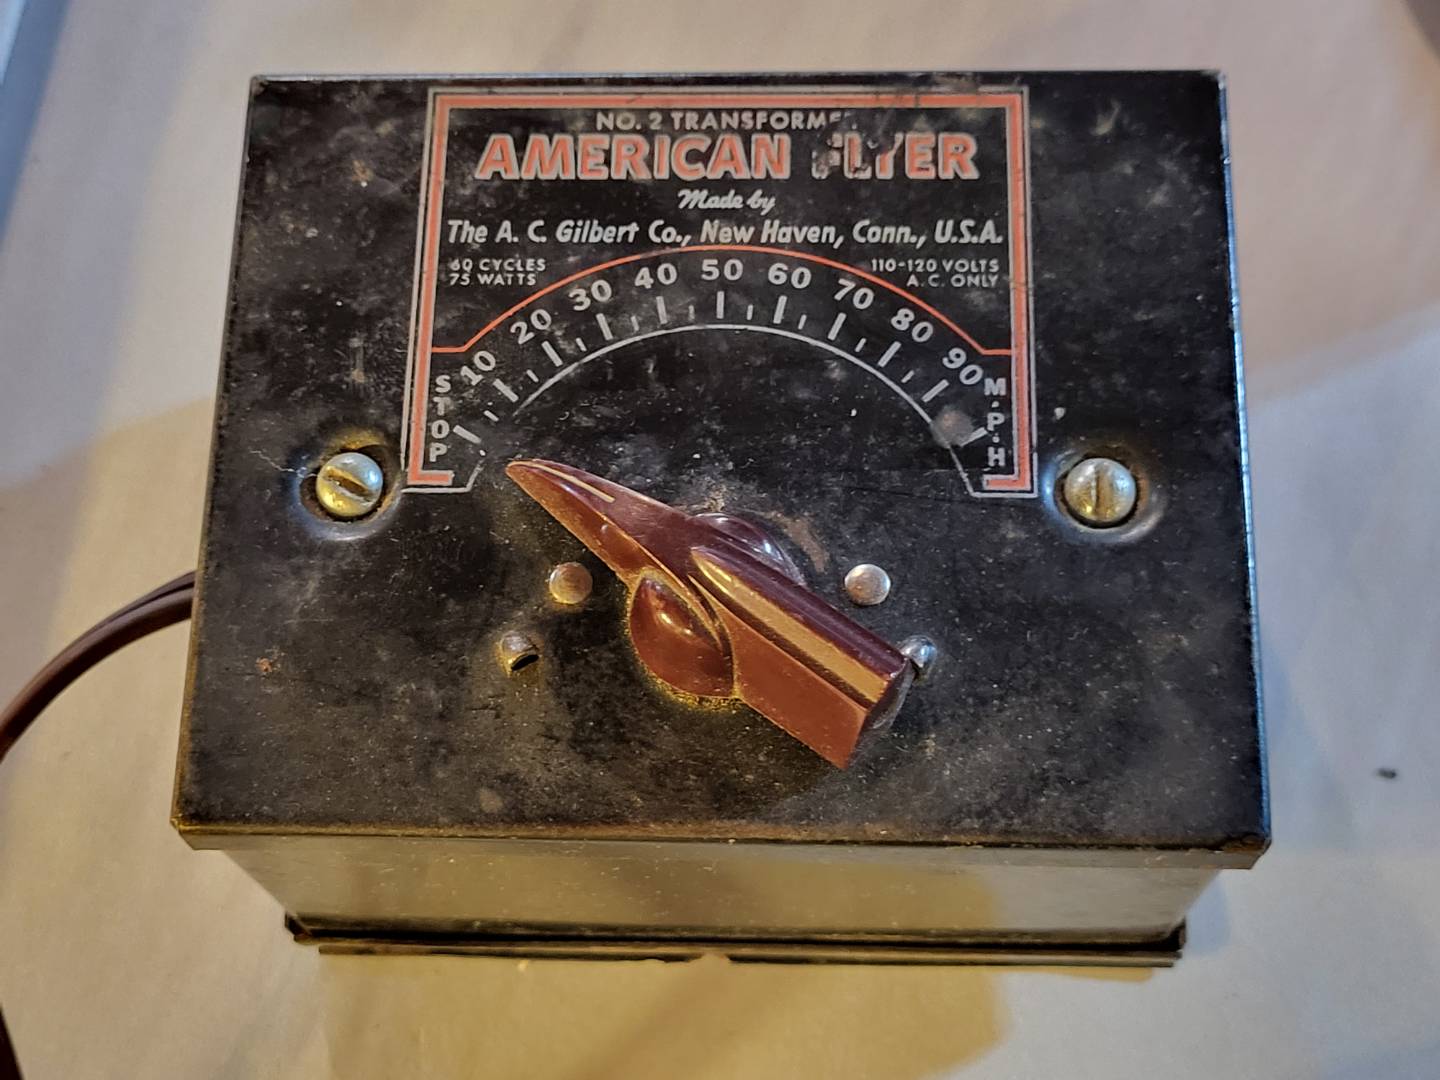 NO. 2 TRANSFORMER
AMERICAN FLYER
Made by
The A. C. Gilbert Co., New Haven, Conn., U.S.A.
60 CYCLES
75 WATTS
110-120 VOLTS
A.C. ONLY
STOP 10 20 30 40 50 60 70 80 90 M.P.H